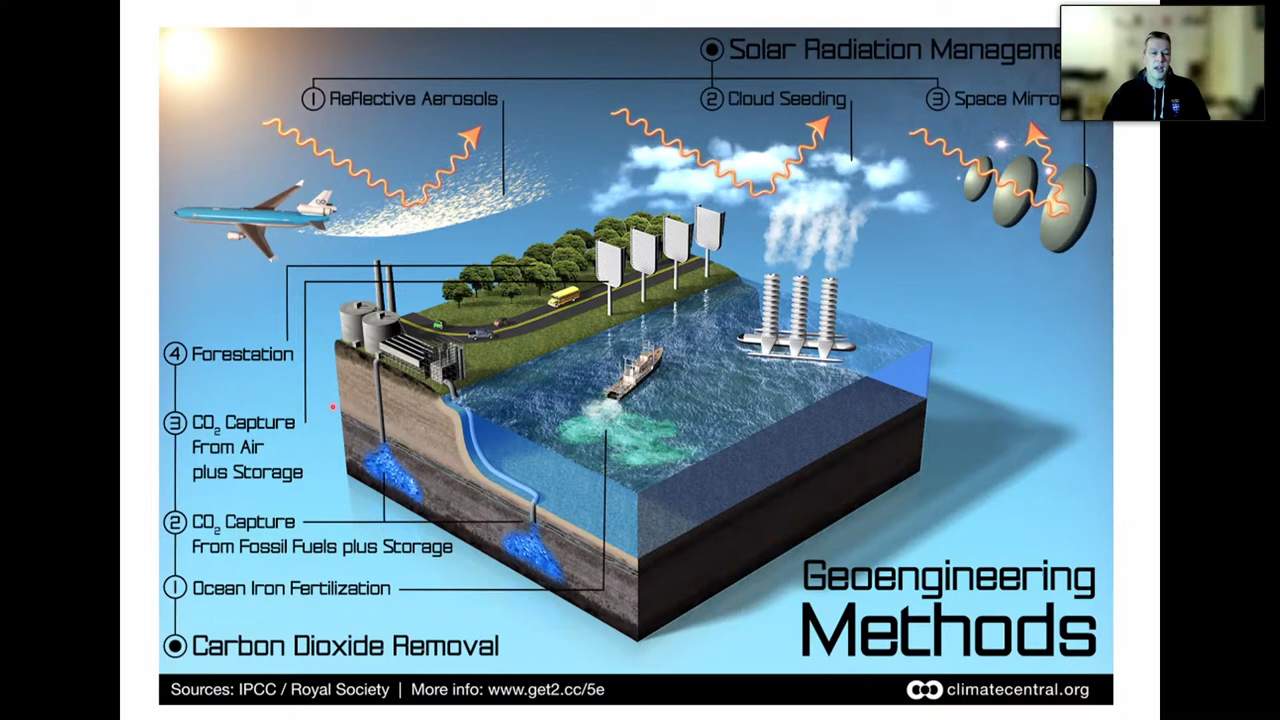 Solar Radiation Manageme
1 Reflective Aerosols
2 Cloud Seeding
3 Space Mirro
4 Forestation
3 CO2 Capture
From Air
plus Storage
2 CO2 Capture
From Fossil Fuels plus Storage
1 Ocean Iron Fertilization
Carbon Dioxide Removal
Geoengineering
Methods
Sources: IPCC / Royal Society | More info: www.get2.cc/5e
climatecentral.org